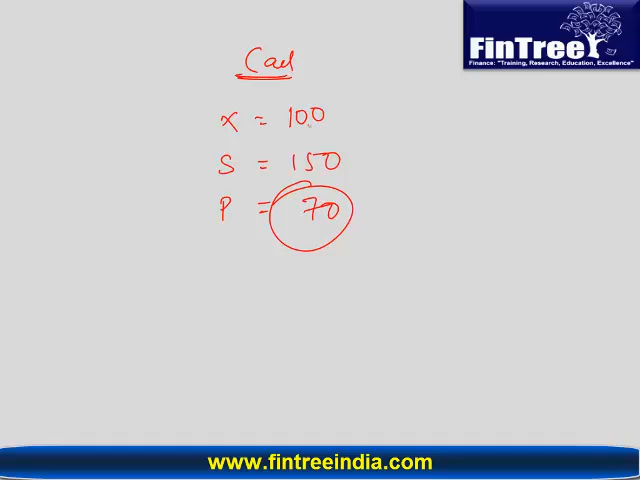 FinTree
Finance: "Training, Research, Education, Excellence"
Call
X = 100
S = 150
P = 70
www.fintreeindia.com